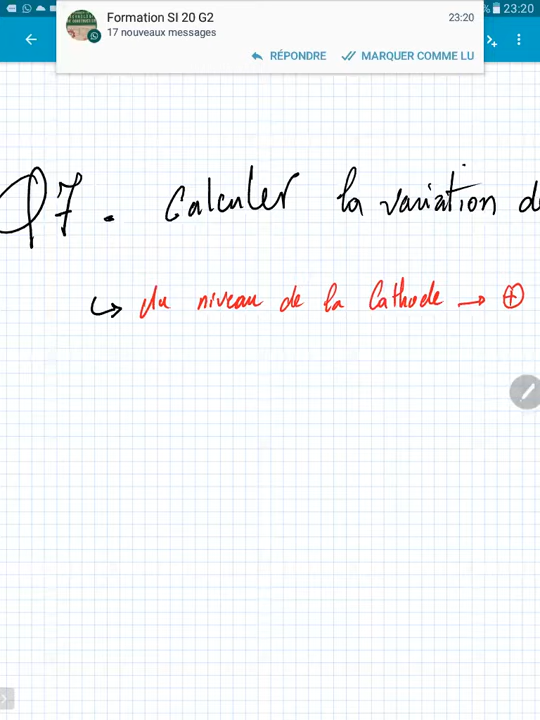 Formation SI 20 G2
17 nouveaux messages
23:20
RÉPONDRE
MARQUER COMME LU
% 23:20
Q7. Calculer la variation d
↳ du niveau de la Cathode → ⊕